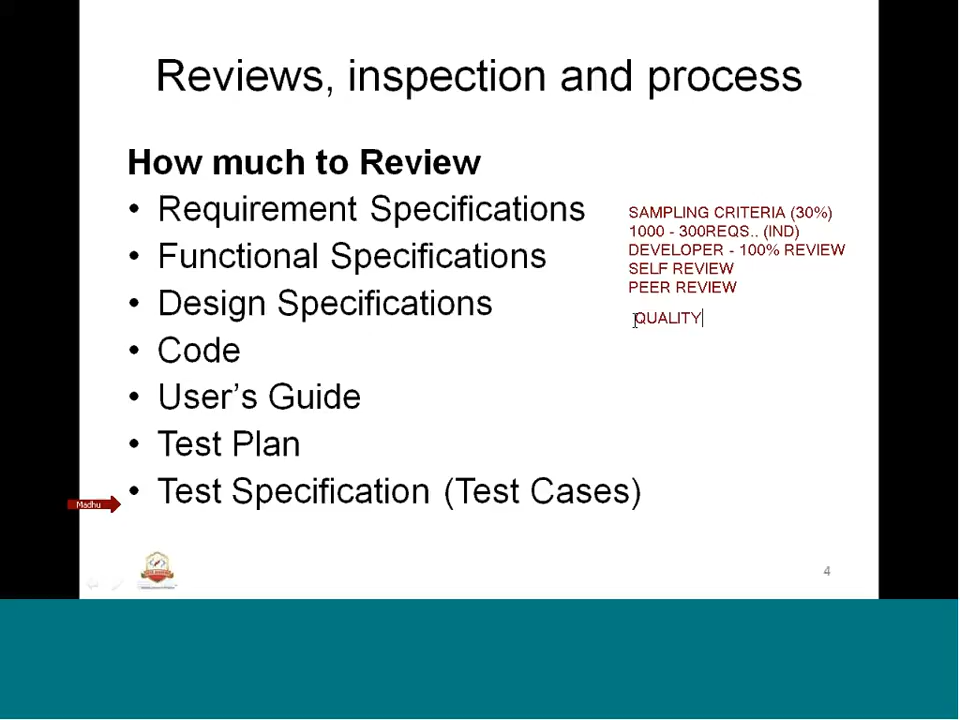 Reviews, inspection and process
How much to Review
• Requirement Specifications
• Functional Specifications
• Design Specifications
• Code
• User's Guide
• Test Plan
• Test Specification (Test Cases)
SAMPLING CRITERIA (30%)
1000 - 300REQS.. (IND)
DEVELOPER - 100% REVIEW
SELF REVIEW
PEER REVIEW
QUALITY
Madhu
4